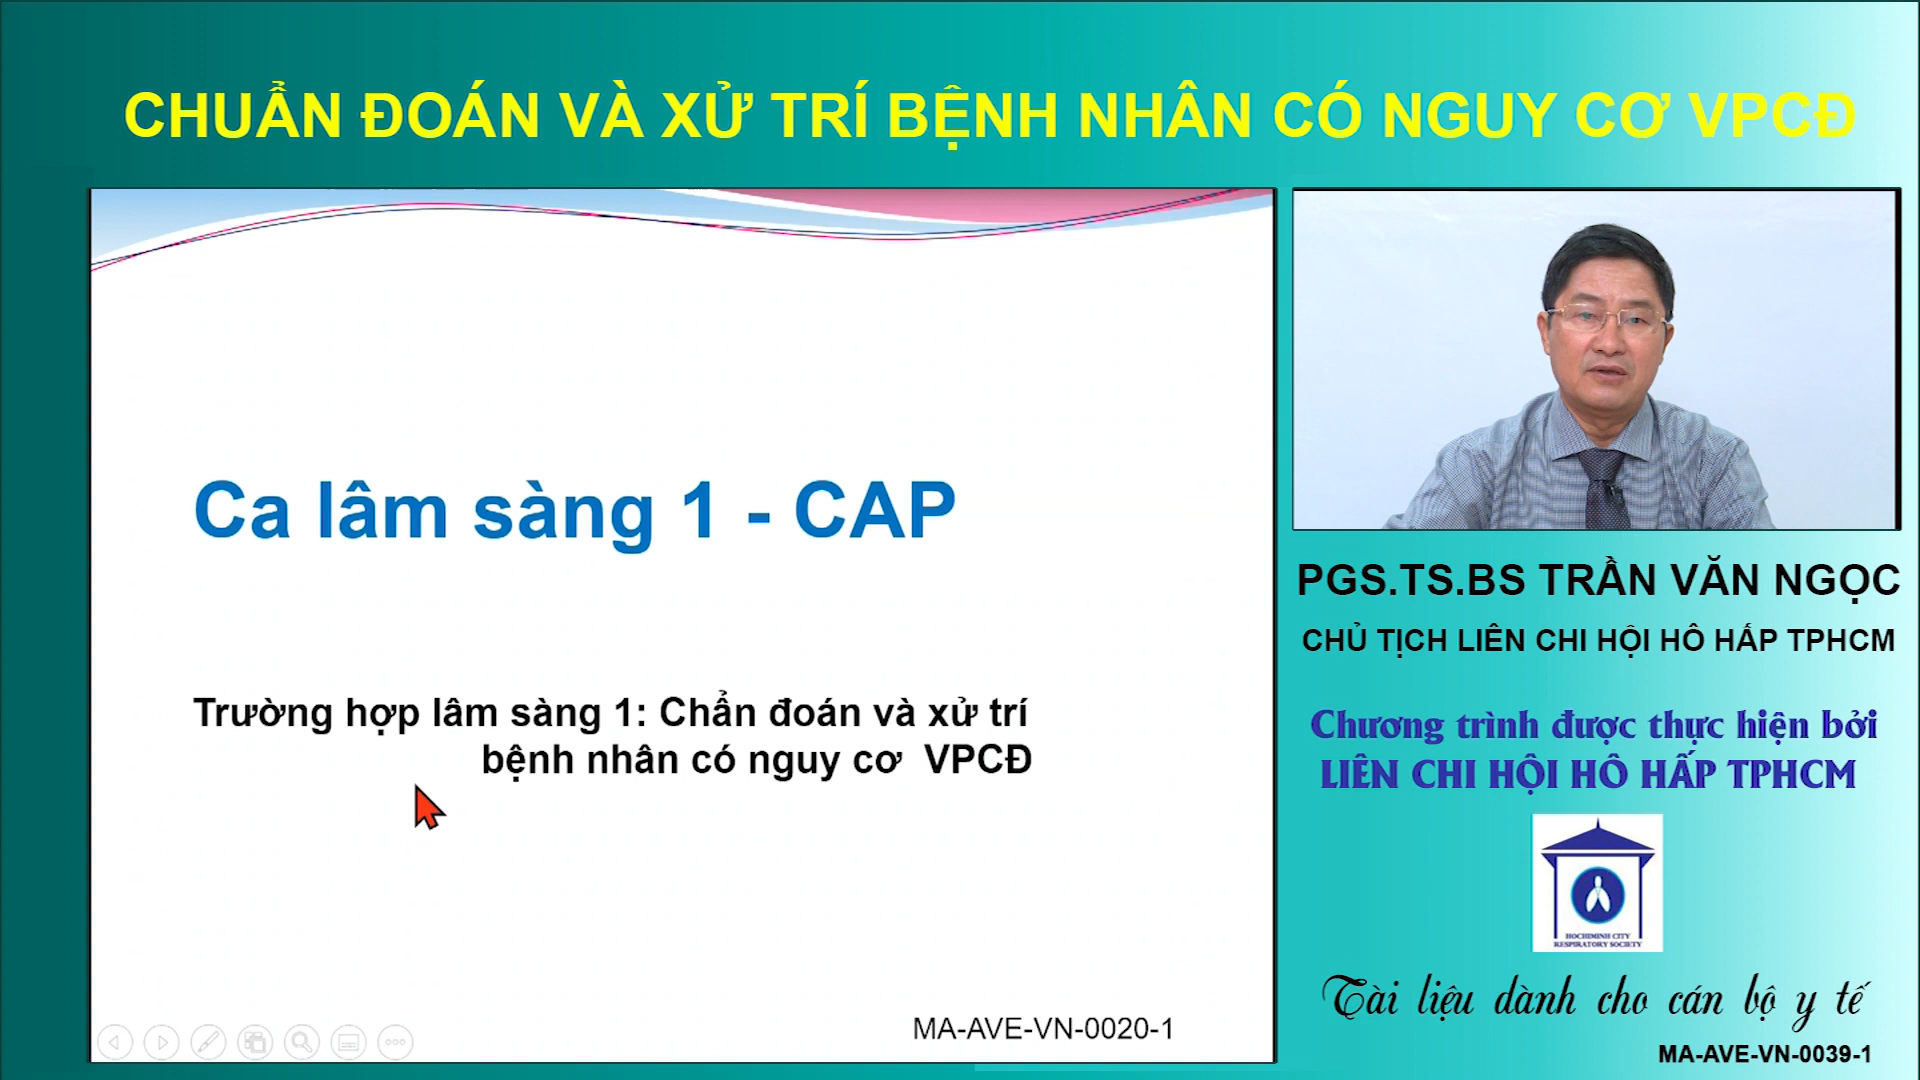 CHUẨN ĐOÁN VÀ XỬ TRÍ BỆNH NHÂN CÓ NGUY CƠ VPCĐ
Ca lâm sàng 1 - CAP
Trường hợp lâm sàng 1: Chẩn đoán và xử trí
bệnh nhân có nguy cơ VPCĐ
MA-AVE-VN-0020-1
PGS.TS.BS TRẦN VĂN NGỌC
CHỦ TỊCH LIÊN CHI HỘI HÔ HẤP TPHCM
Chương trình được thực hiện bởi
LIÊN CHI HỘI HÔ HẤP TPHCM
HOCHIMINH CITY
RESPIRATORY SOCIETY
Tài liệu dành cho cán bộ y tế
MA-AVE-VN-0039-1